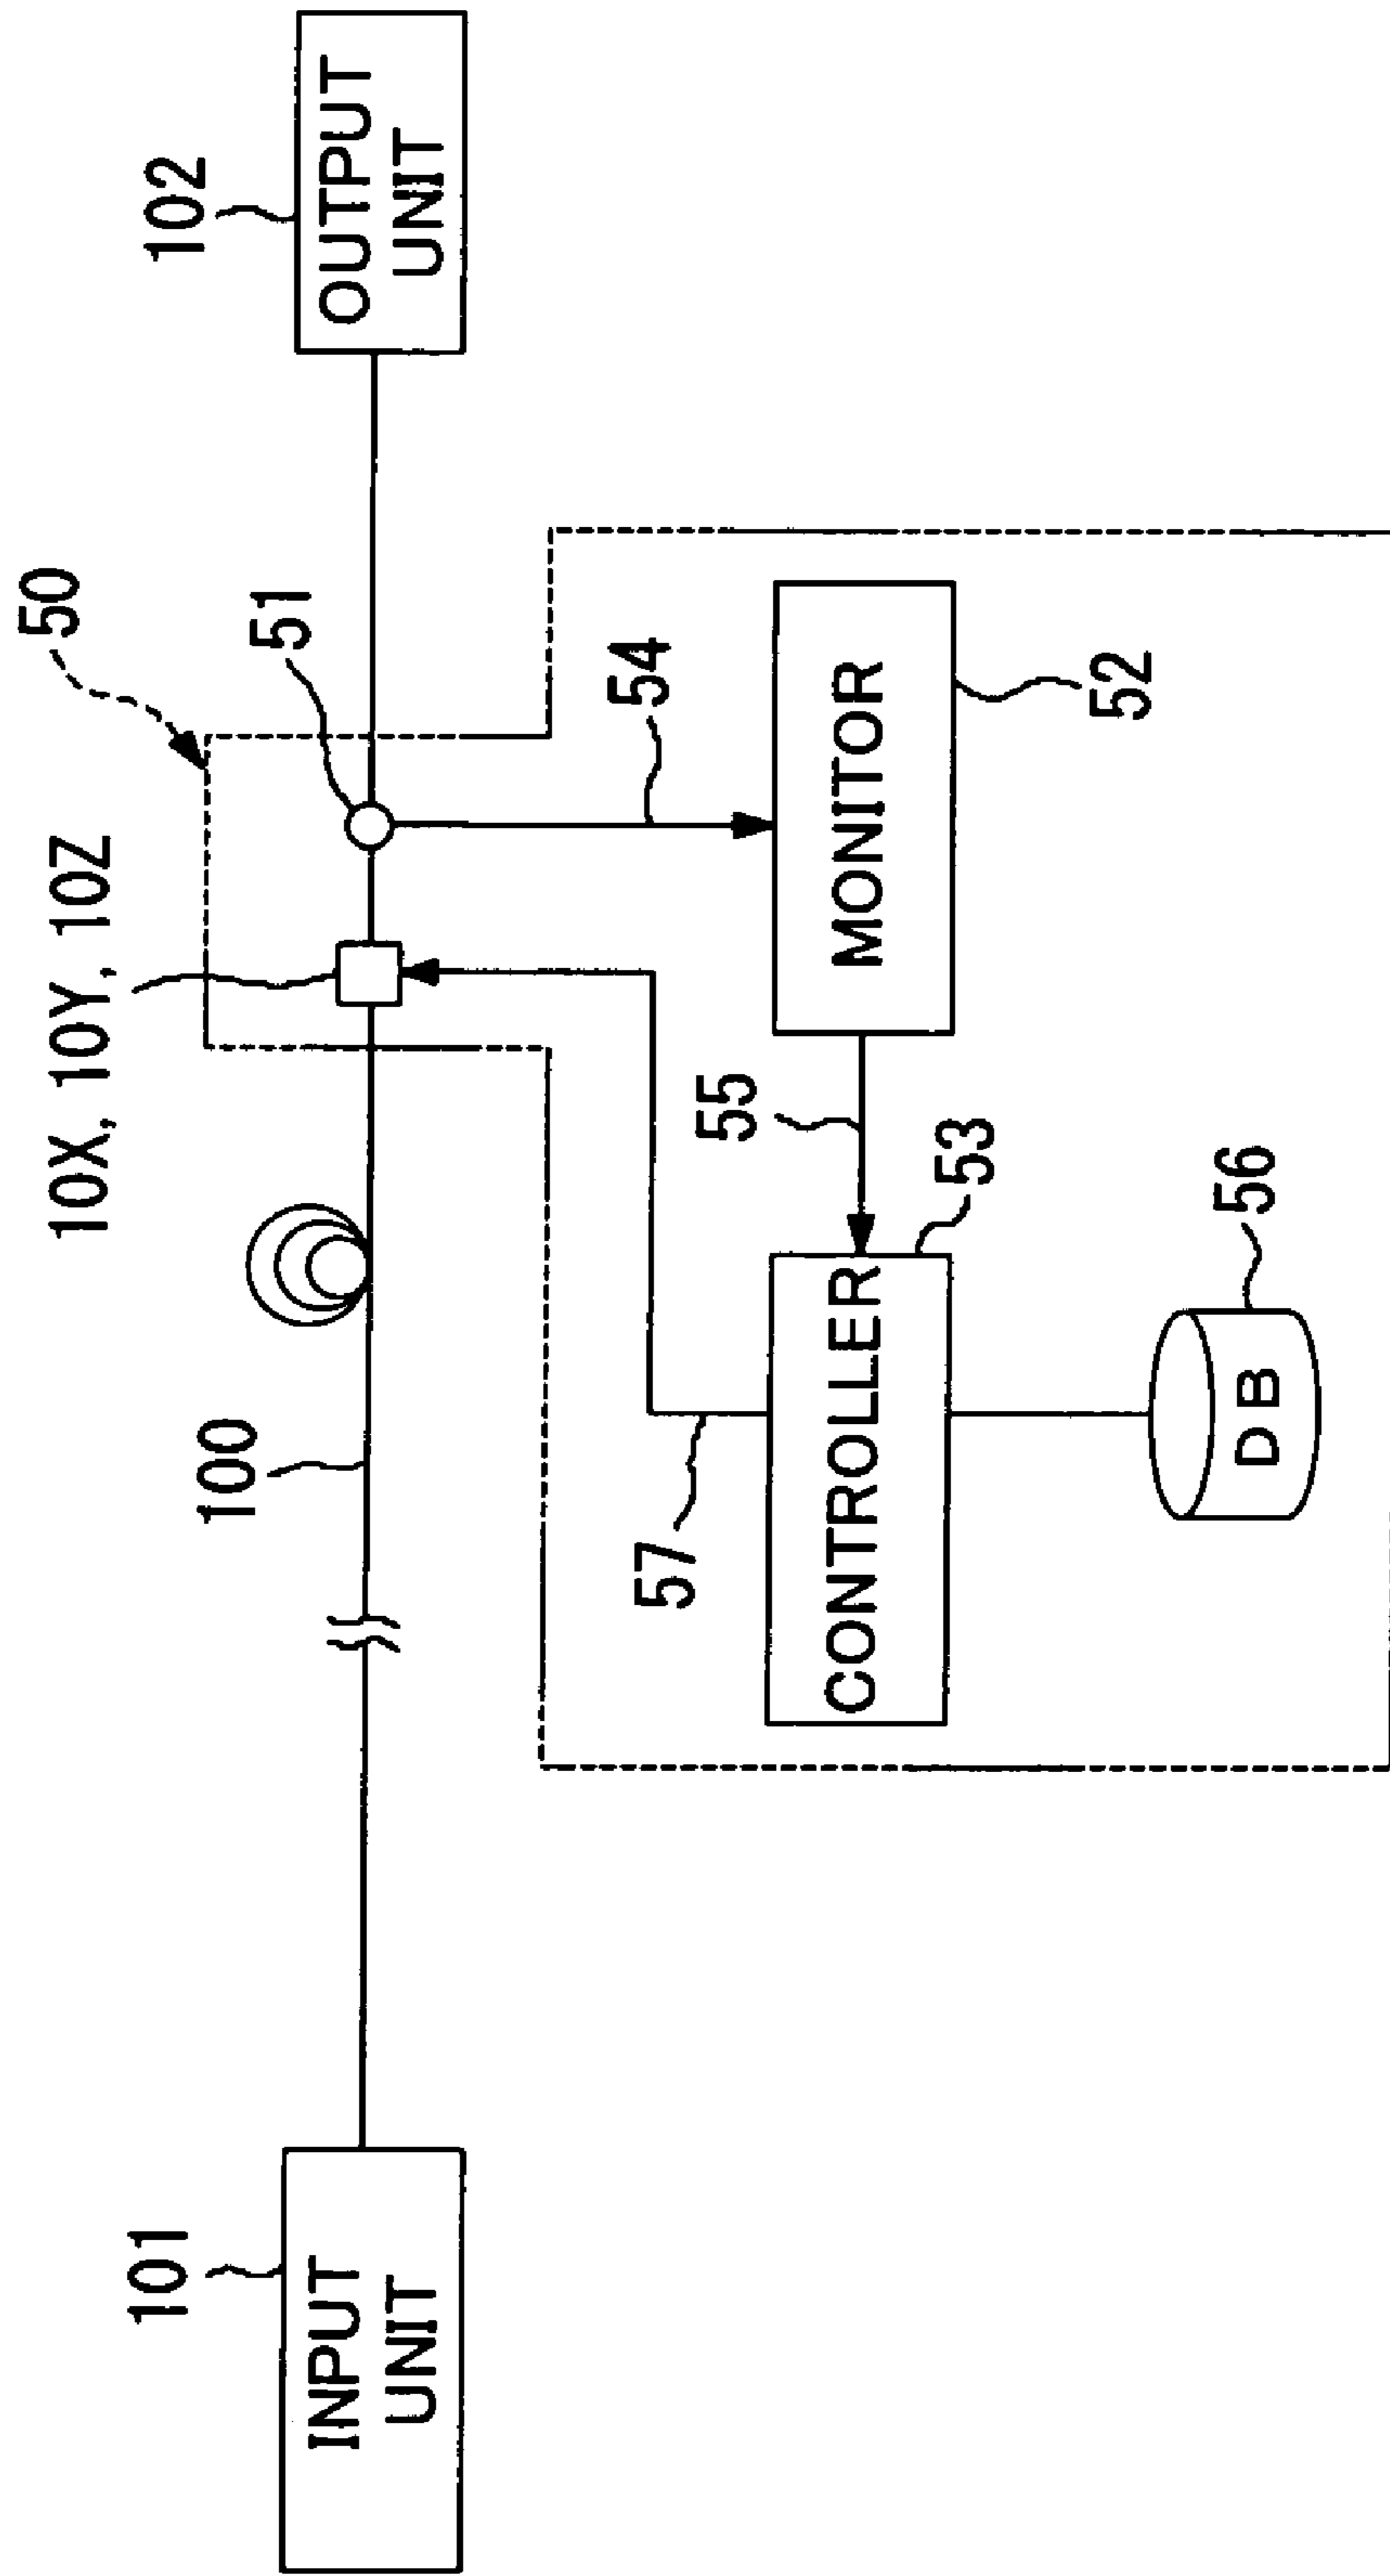 50
10X, 10Y, 10Z
51
102
OUTPUT
UNIT
101
INPUT
UNIT
100
54
57
55
MONITOR
52
CONTROLLER
53
DB
56